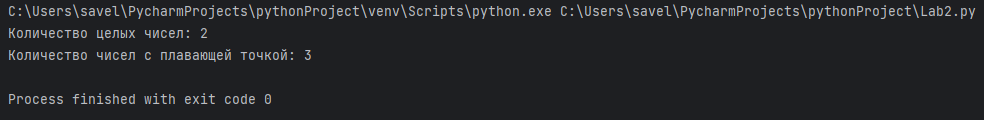 C:\Users\savel\PycharmProjects\pythonProject\venv\Scripts\python.exe C:\Users\savel\PycharmProjects\pythonProject\Lab2.py
Количество целых чисел: 2
Количество чисел с плавающей точкой: 3
Process finished with exit code 0